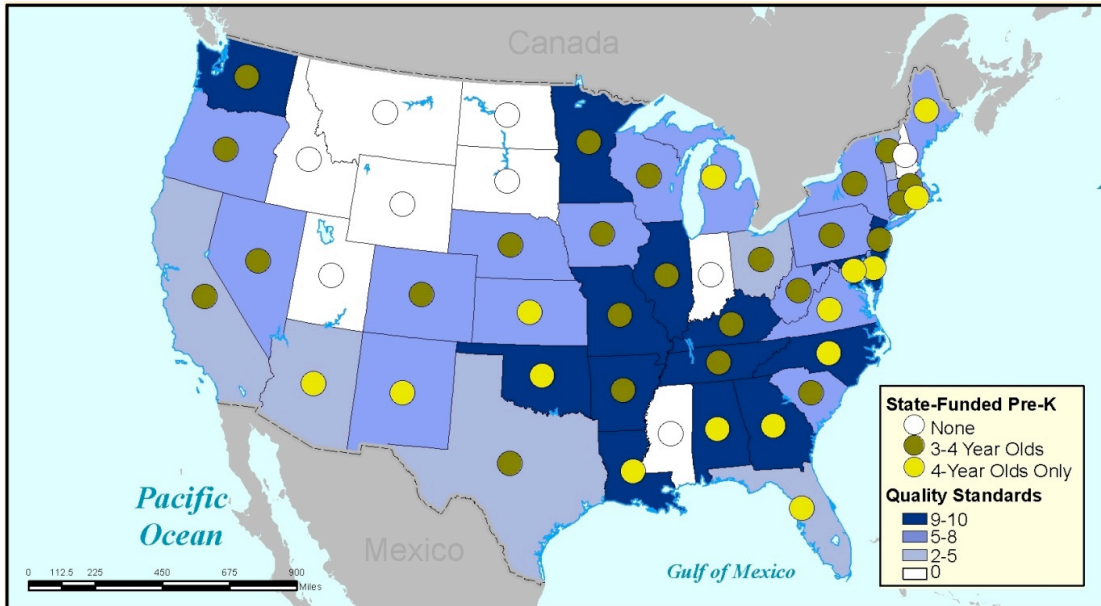 Canada
Pacific
Ocean
Mexico
Gulf of Mexico
0 112.5 225 450 675 900
Miles
State-Funded Pre-K
None
3-4 Year Olds
4-Year Olds Only
Quality Standards
9-10
5-8
2-5
0